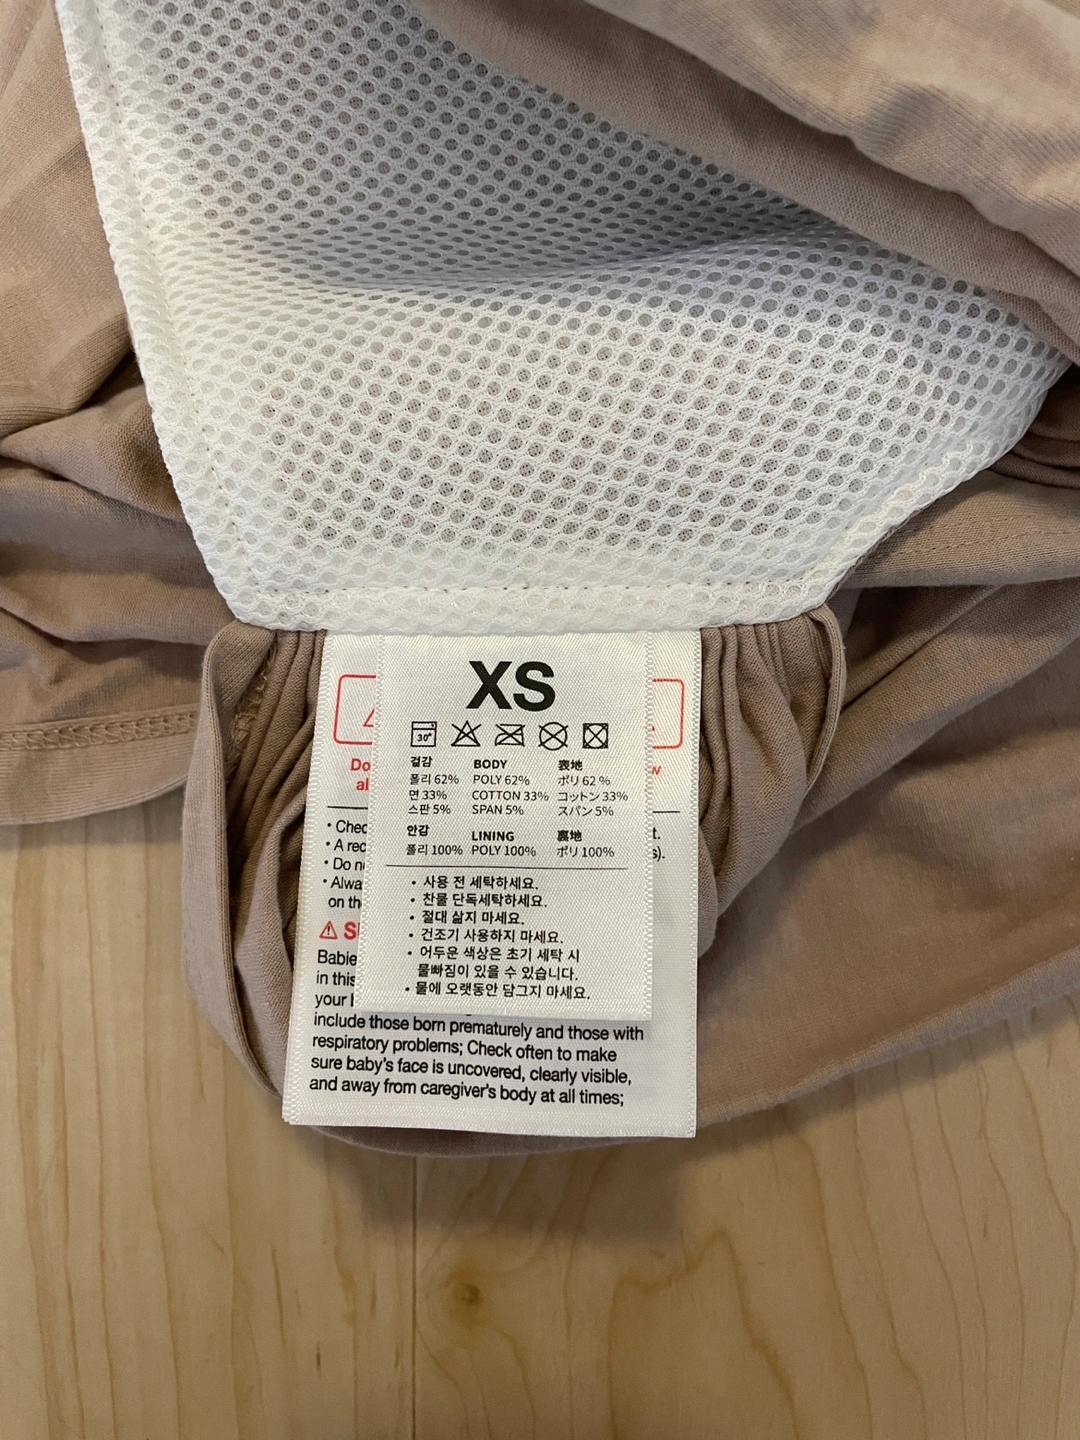 XS
30°
걸감 BODY 表地
폴리 62% POLY 62% ポリ 62 %
면 33% COTTON 33% コットン 33%
스판 5% SPAN 5% スパン 5%
안감 LINING 裏地
폴리 100% POLY 100% ポリ 100%
• 사용 전 세탁하세요.
• 찬물 단독세탁하세요.
• 절대 삶지 마세요.
• 건조기 사용하지 마세요.
• 어두운 색상은 초기 세탁 시
물빠짐이 있을 수 있습니다.
• 물에 오랫동안 담그지 마세요.
Do
al
• Chec
• A rec
• Do n
• Alwa
on th
Babie
in this
your
include those born prematurely and those with
respiratory problems; Check often to make
sure baby's face is uncovered, clearly visible,
and away from caregiver's body at all times;